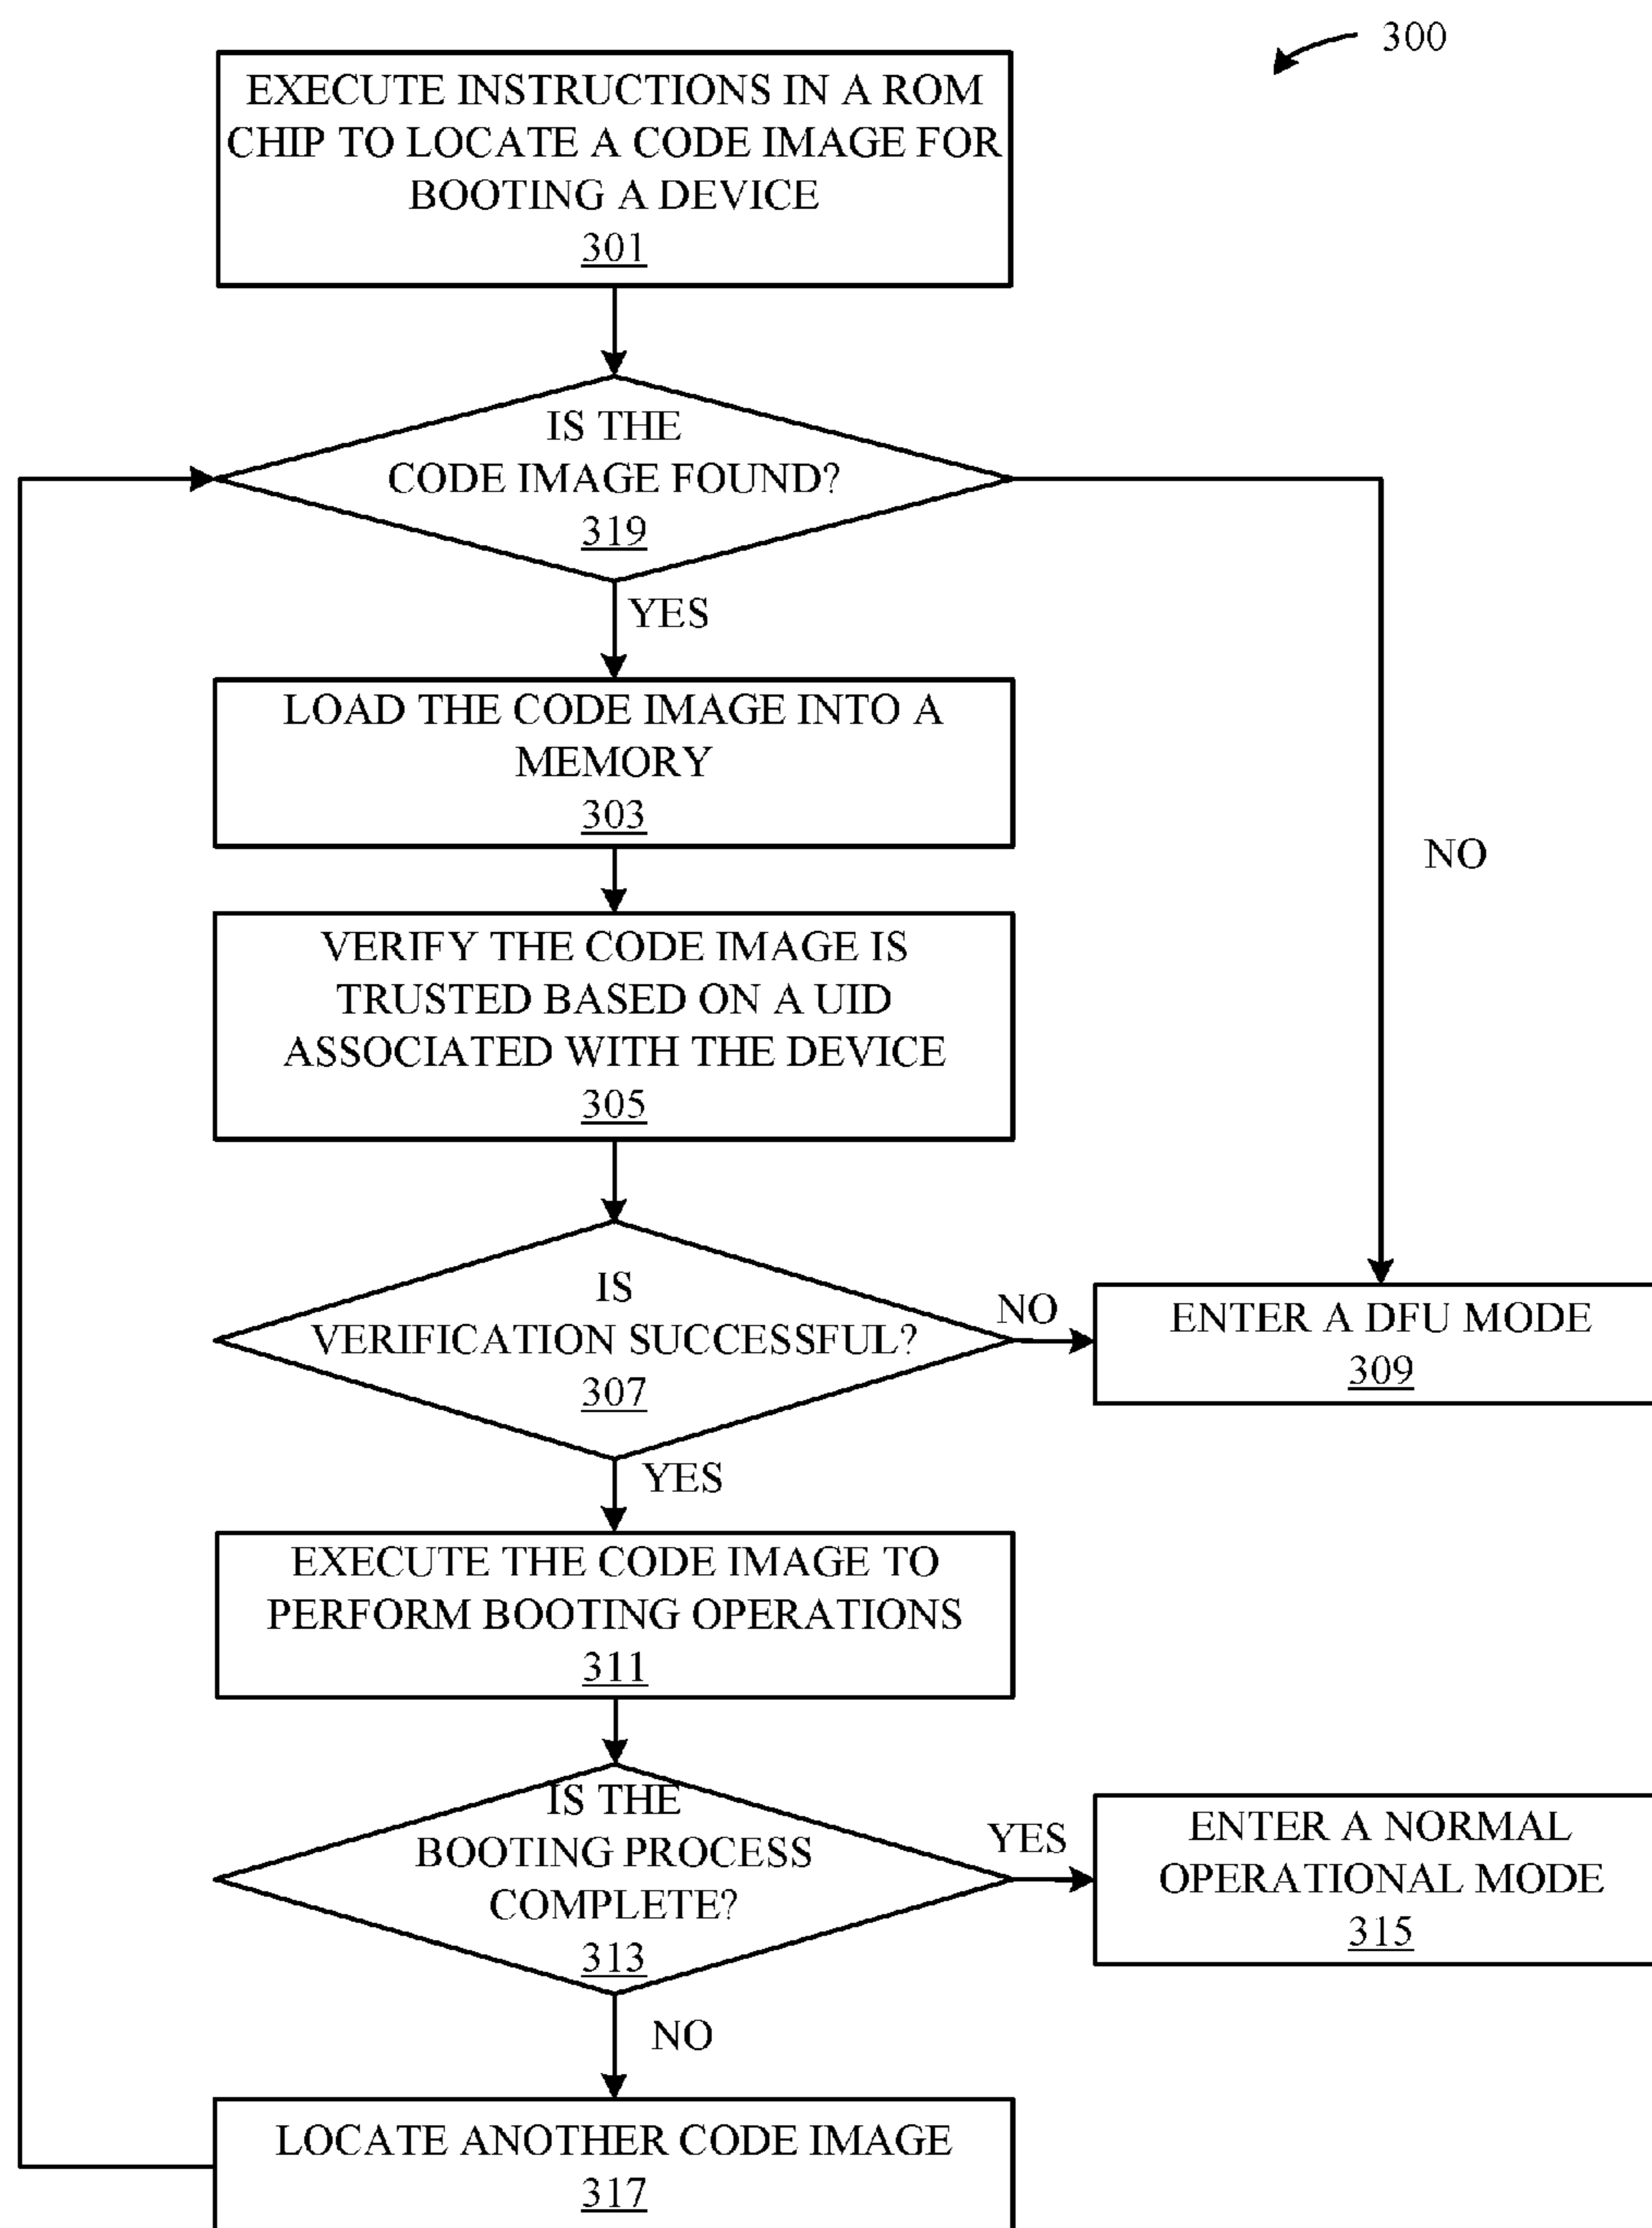 300
EXECUTE INSTRUCTIONS IN A ROM
CHIP TO LOCATE A CODE IMAGE FOR
BOOTING A DEVICE
301
IS THE
CODE IMAGE FOUND?
319
YES
LOAD THE CODE IMAGE INTO A
MEMORY
303
NO
VERIFY THE CODE IMAGE IS
TRUSTED BASED ON A UID
ASSOCIATED WITH THE DEVICE
305
IS
VERIFICATION SUCCESSFUL?
307
NO
ENTER A DFU MODE
309
YES
EXECUTE THE CODE IMAGE TO
PERFORM BOOTING OPERATIONS
311
IS THE
BOOTING PROCESS
COMPLETE?
313
YES
ENTER A NORMAL
OPERATIONAL MODE
315
NO
LOCATE ANOTHER CODE IMAGE
317